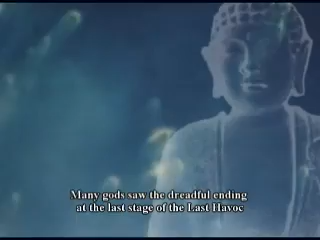 Many gods saw the dreadful ending
at the last stage of the Last Havoc